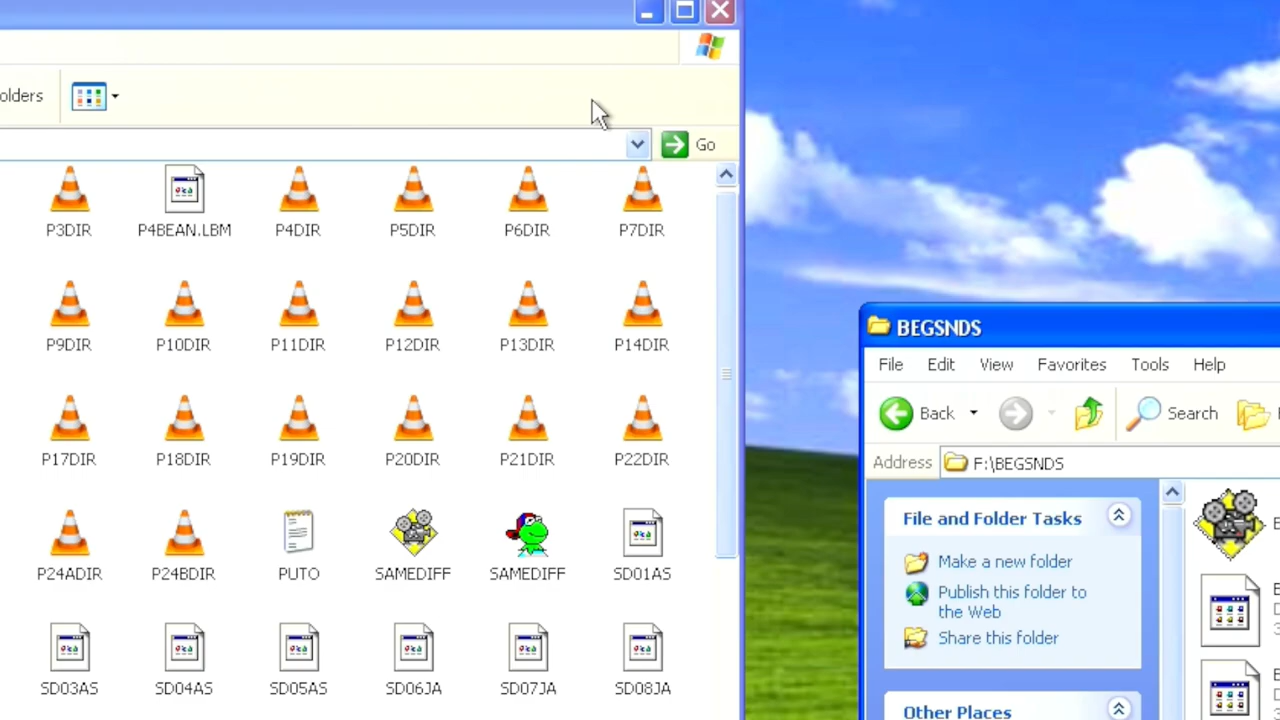 olders
Go
P3DIR P4BEAN.LBM P4DIR P5DIR P6DIR P7DIR
P9DIR P10DIR P11DIR P12DIR P13DIR P14DIR
P17DIR P18DIR P19DIR P20DIR P21DIR P22DIR
P24ADIR P24BDIR PUTO SAMEDIFF SAMEDIFF SD01AS
SD03AS SD04AS SD05AS SD06JA SD07JA SD08JA
BEGSNDS
File Edit View Favorites Tools Help
Back Search
Address F:\BEGSNDS
File and Folder Tasks
Make a new folder
Publish this folder to
the Web
Share this folder
Other Places